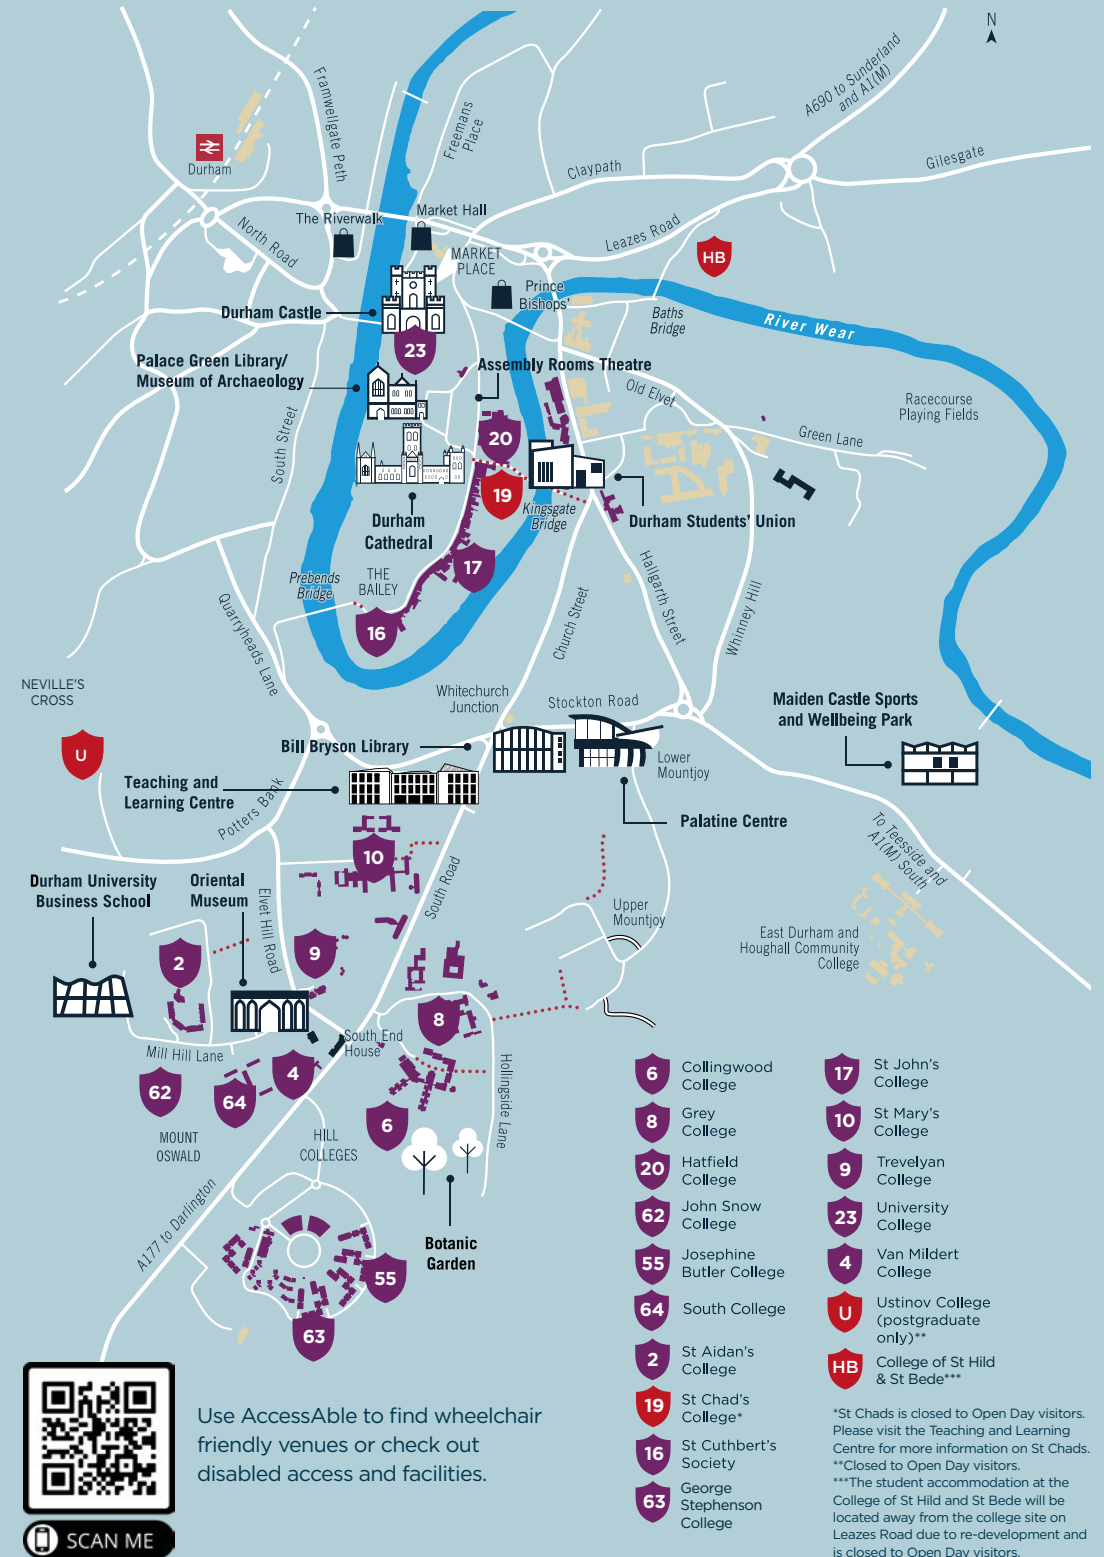 N
A690 to Sunderland
and A1(M)
Framwellgate Peth
Freemans
Place
Durham
Claypath
Gilesgate
The Riverwalk
Market Hall
North Road
Leazes Road
HB
MARKET
PLACE
Prince
Bishops'
Durham Castle
Baths
Bridge
River Wear
23
Palace Green Library/
Museum of Archaeology
Assembly Rooms Theatre
Old Elvet
Racecourse
Playing Fields
South Street
20
Green Lane
19
Kingsgate
Bridge
Durham
Cathedral
Durham Students' Union
17
Prebends
Bridge
THE
BAILEY
16
Quarryheads Lane
Church Street
Hallgarth Street
Whinney Hill
NEVILLE'S
CROSS
U
Whitechurch
Junction
Stockton Road
Maiden Castle Sports
and Wellbeing Park
Bill Bryson Library
Lower
Mountjoy
Teaching and
Learning Centre
Potters Bank
Palatine Centre
To Teesside and
A1(M) South
10
Durham University
Business School
Oriental
Museum
Elvet Hill Road
South Road
Upper
Mountjoy
East Durham and
Houghall Community
College
2
9
8
Mill Hill Lane
South End
House
Hollingside Lane
62
64
4
6
MOUNT
OSWALD
HILL
COLLEGES
A177 to Darlington
Botanic
Garden
55
63
6 Collingwood
College
8 Grey
College
20 Hatfield
College
62 John Snow
College
55 Josephine
Butler College
64 South College
2 St Aidan's
College
19 St Chad's
College*
16 St Cuthbert's
Society
63 George
Stephenson
College
17 St John's
College
10 St Mary's
College
9 Trevelyan
College
23 University
College
4 Van Mildert
College
U Ustinov College
(postgraduate
only)**
HB College of St Hild
& St Bede***
*St Chads is closed to Open Day visitors.
Please visit the Teaching and Learning
Centre for more information on St Chads.
**Closed to Open Day visitors.
***The student accommodation at the
College of St Hild and St Bede will be
located away from the college site on
Leazes Road due to re-development and
is closed to Open Day visitors.
Use AccessAble to find wheelchair
friendly venues or check out
disabled access and facilities.
SCAN ME